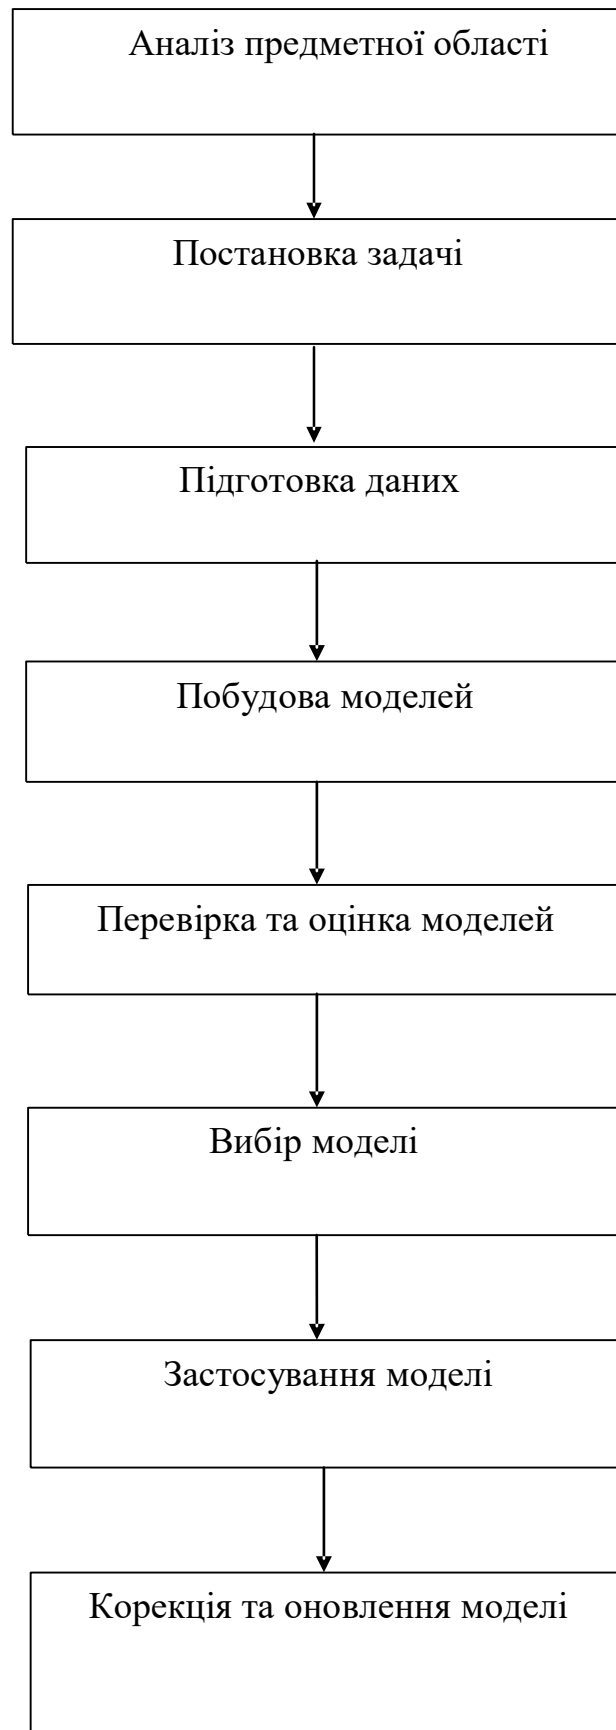 Аналіз предметної області
Постановка задачі
Підготовка даних
Побудова моделей
Перевірка та оцінка моделей
Вибір моделі
Застосування моделі
Корекція та оновлення моделі